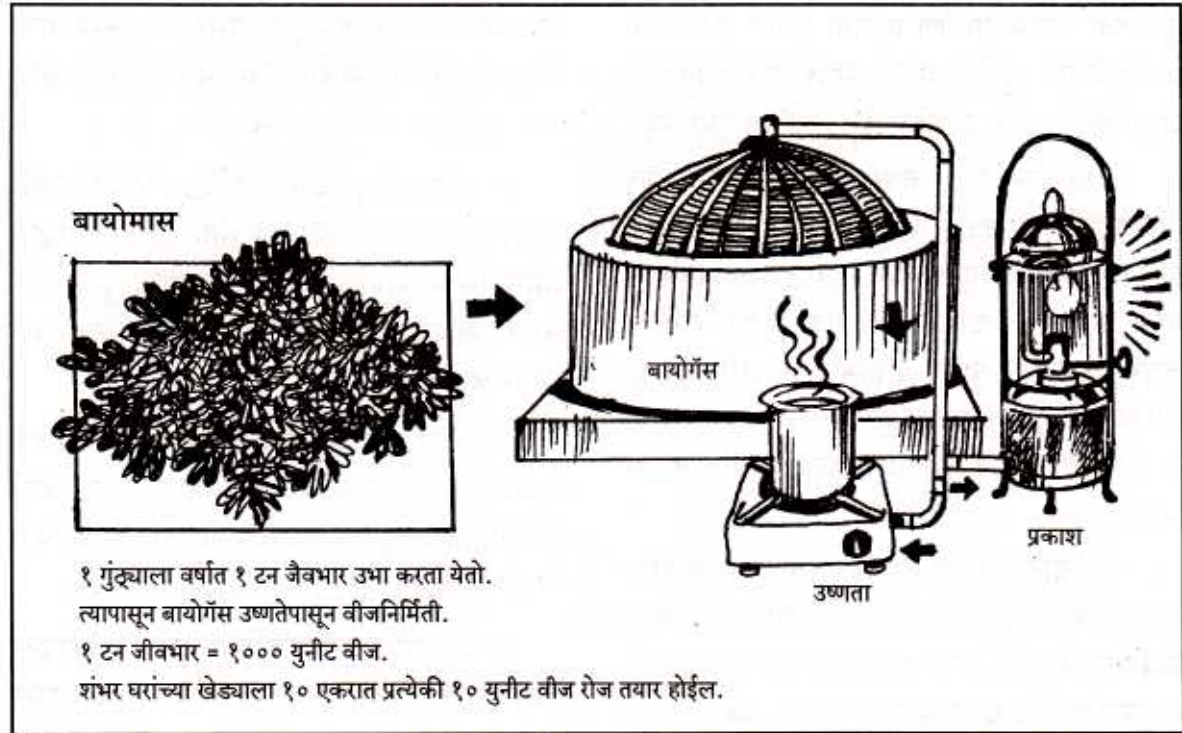 बायोमास
बायोगॅस
प्रकाश
उष्णता
१ गुंठ्याला वर्षात १ टन जैवभार उभा करता येतो.
त्यापासून बायोगॅस उष्णतेपासून वीजनिर्मिती.
१ टन जीवभार = १००० युनीट वीज.
शंभर घरांच्या खेड्याला १० एकरात प्रत्येकी १० युनीट वीज रोज तयार होईल.